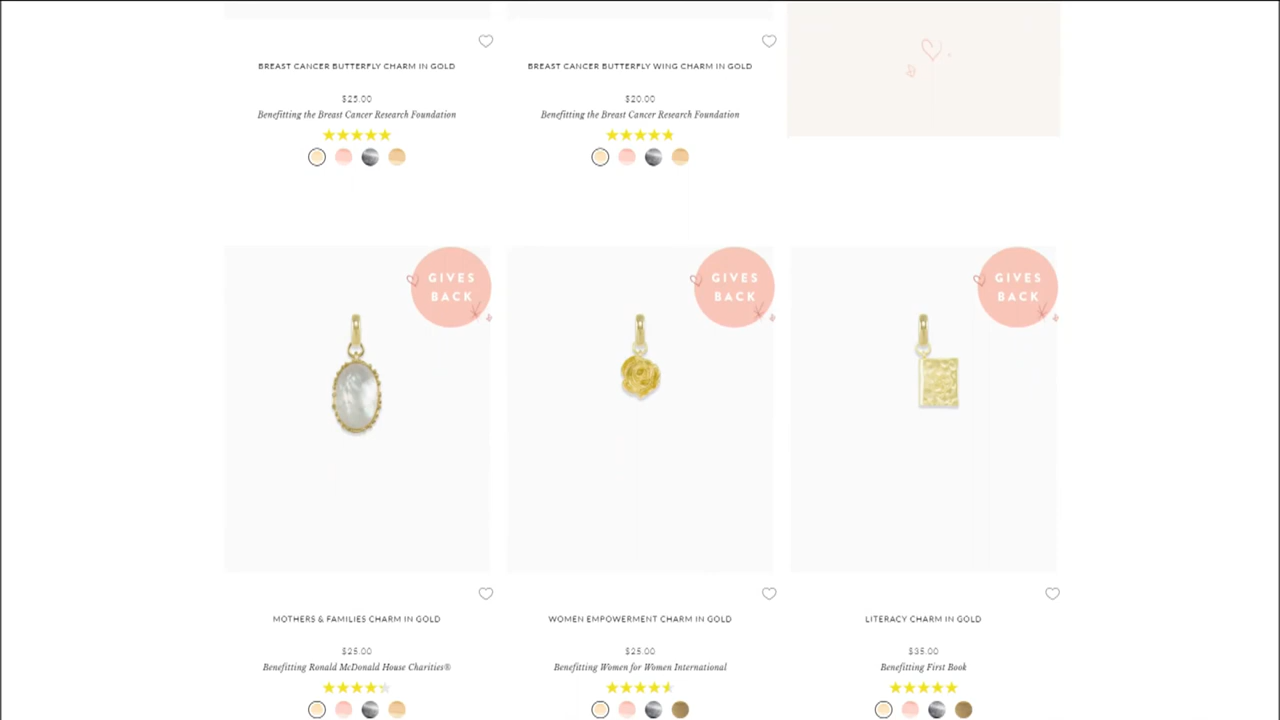 BREAST CANCER BUTTERFLY CHARM IN GOLD
$25.00
Benefitting the Breast Cancer Research Foundation
BREAST CANCER BUTTERFLY WING CHARM IN GOLD
$20.00
Benefitting the Breast Cancer Research Foundation
GIVES
BACK
GIVES
BACK
GIVES
BACK
MOTHERS & FAMILIES CHARM IN GOLD
$25.00
Benefitting Ronald McDonald House Charities®
WOMEN EMPOWERMENT CHARM IN GOLD
$25.00
Benefitting Women for Women International
LITERACY CHARM IN GOLD
$35.00
Benefitting First Book